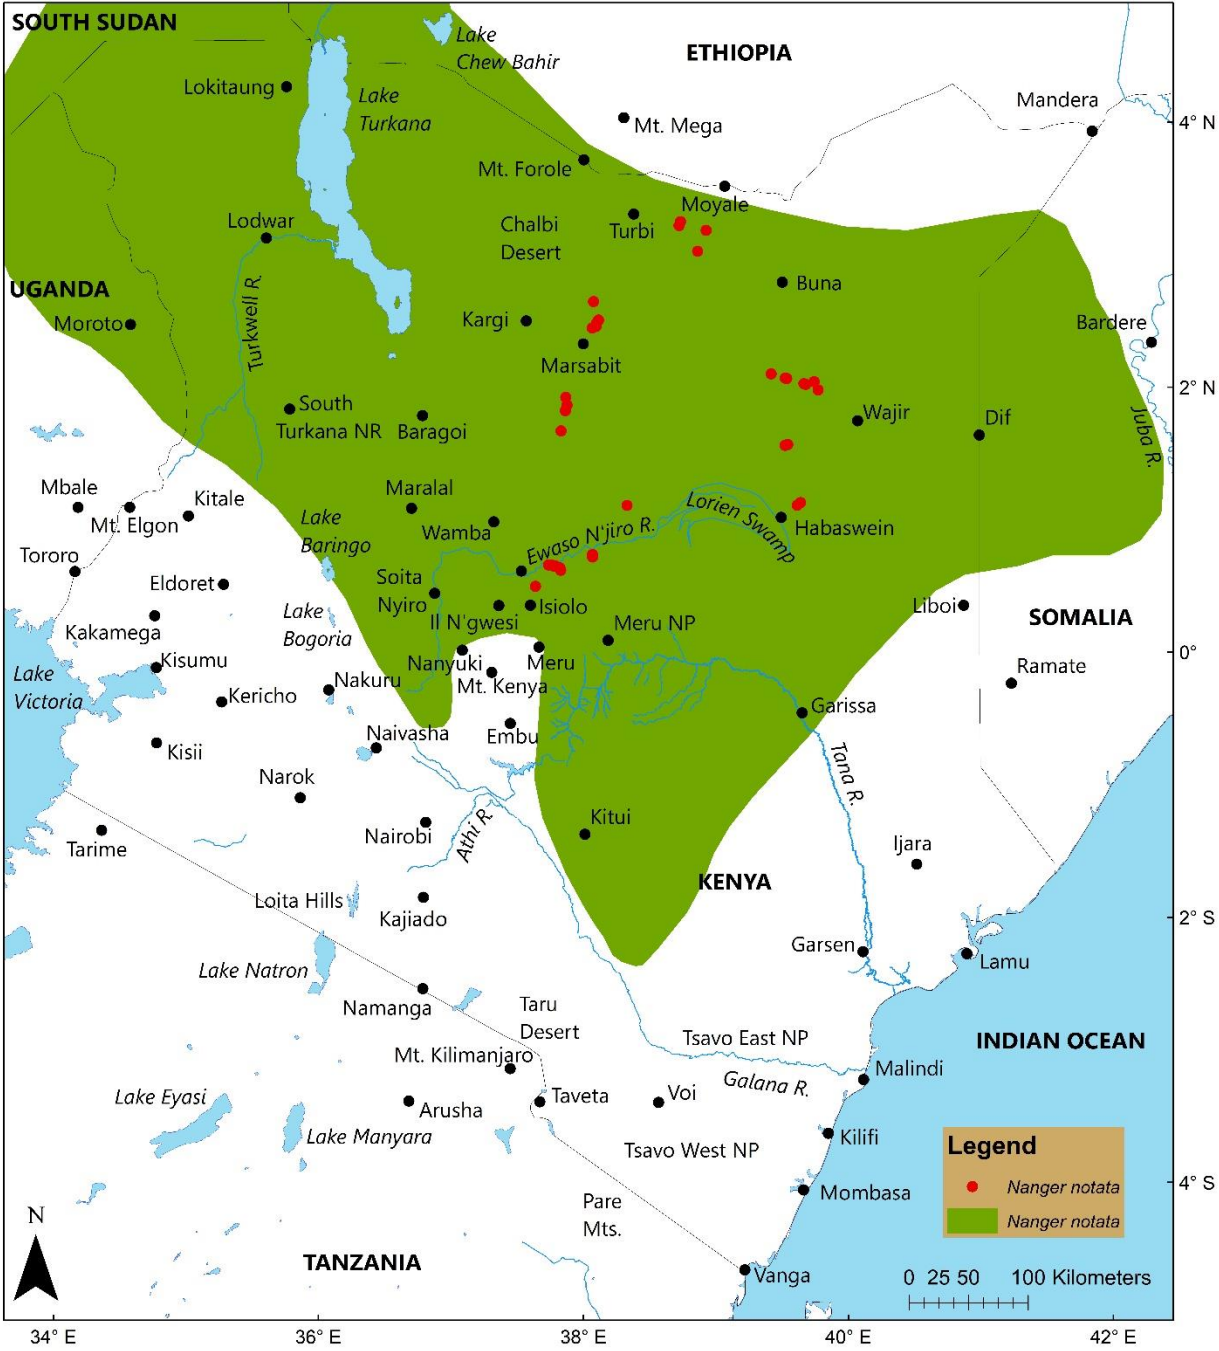 SOUTH SUDAN
Lake
Chew Bahir
ETHIOPIA
Lokitaung
Lake
Turkana
Mandera
4° N
Mt. Mega
Mt. Forole
Moyale
Lodwar
Chalbi
Desert
Turbi
UGANDA
Turkwell R.
Buna
Moroto
Kargi
Bardere
Marsabit
2° N
South
Turkana NR
Baragoi
Wajir
Dif
Juba R.
Mbale
Mt. Elgon
Kitale
Maralal
Lake
Baringo
Wamba
Ewaso N'jiro R.
Lorien Swamp
Habaswein
Tororo
Eldoret
Soita
Nyiro
Il N'gwesi
Isiolo
Liboi
SOMALIA
Kakamega
Lake
Bogoria
Meru NP
Kisumu
Nanyuki
Meru
0°
Ramate
Lake
Victoria
Kericho
Nakuru
Mt. Kenya
Garissa
Kisii
Naivasha
Embu
Tana R.
Narok
Nairobi
Athi R.
Kitui
Tarime
Ijara
KENYA
Loita Hills
Kajiado
2° S
Garsen
Lamu
Lake Natron
Namanga
Taru
Desert
Tsavo East NP
INDIAN OCEAN
Mt. Kilimanjaro
Malindi
Galana R.
Lake Eyasi
Arusha
Taveta
Voi
Lake Manyara
Tsavo West NP
Kilifi
Legend
Nanger notata
Nanger notata
4° S
Mombasa
Pare
Mts.
N
TANZANIA
Vanga
0 25 50 100 Kilometers
34° E
36° E
38° E
40° E
42° E